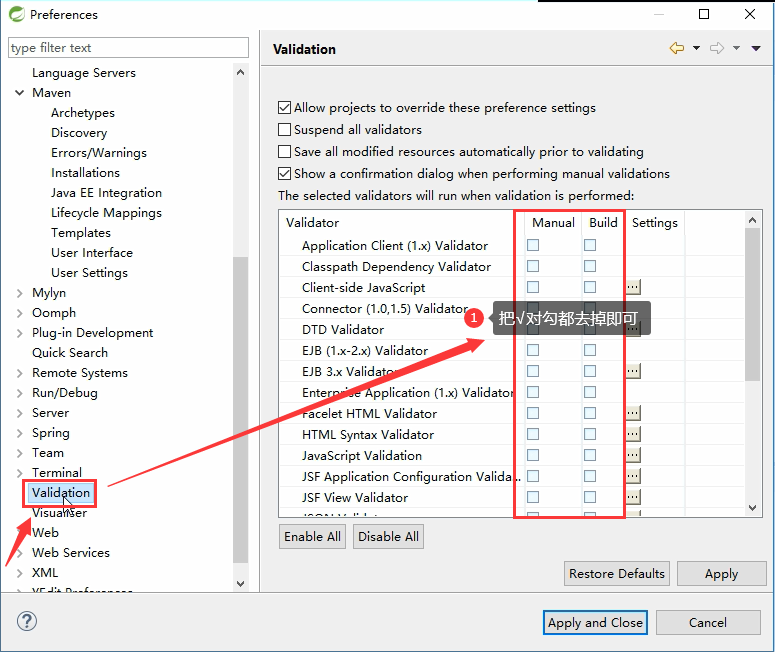 Preferences
type filter text
Language Servers
Maven
Archetypes
Discovery
Errors/Warnings
Installations
Java EE Integration
Lifecycle Mappings
Templates
User Interface
User Settings
Mylyn
Oomph
Plug-in Development
Quick Search
Remote Systems
Run/Debug
Server
Spring
Team
Terminal
Validation
Visualiser
Web
Web Services
XML
XEdit Preferences
Validation
Allow projects to override these preference settings
Suspend all validators
Save all modified resources automatically prior to validating
Show a confirmation dialog when performing manual validations
The selected validators will run when validation is performed:
Validator Manual Build Settings
Application Client (1.x) Validator
Classpath Dependency Validator
Client-side JavaScript ...
Connector (1.0,1.5) Validator
1 把√对勾都去掉即可
DTD Validator
EJB (1.x-2.x) Validator
EJB 3.x Validator ...
Enterprise Application (1.x) Validator
Facelet HTML Validator ...
HTML Syntax Validator ...
JavaScript Validation ...
JSF Application Configuration Valida... ...
JSF View Validator ...
JSON Validator
Enable All Disable All
Restore Defaults Apply
? Apply and Close Cancel